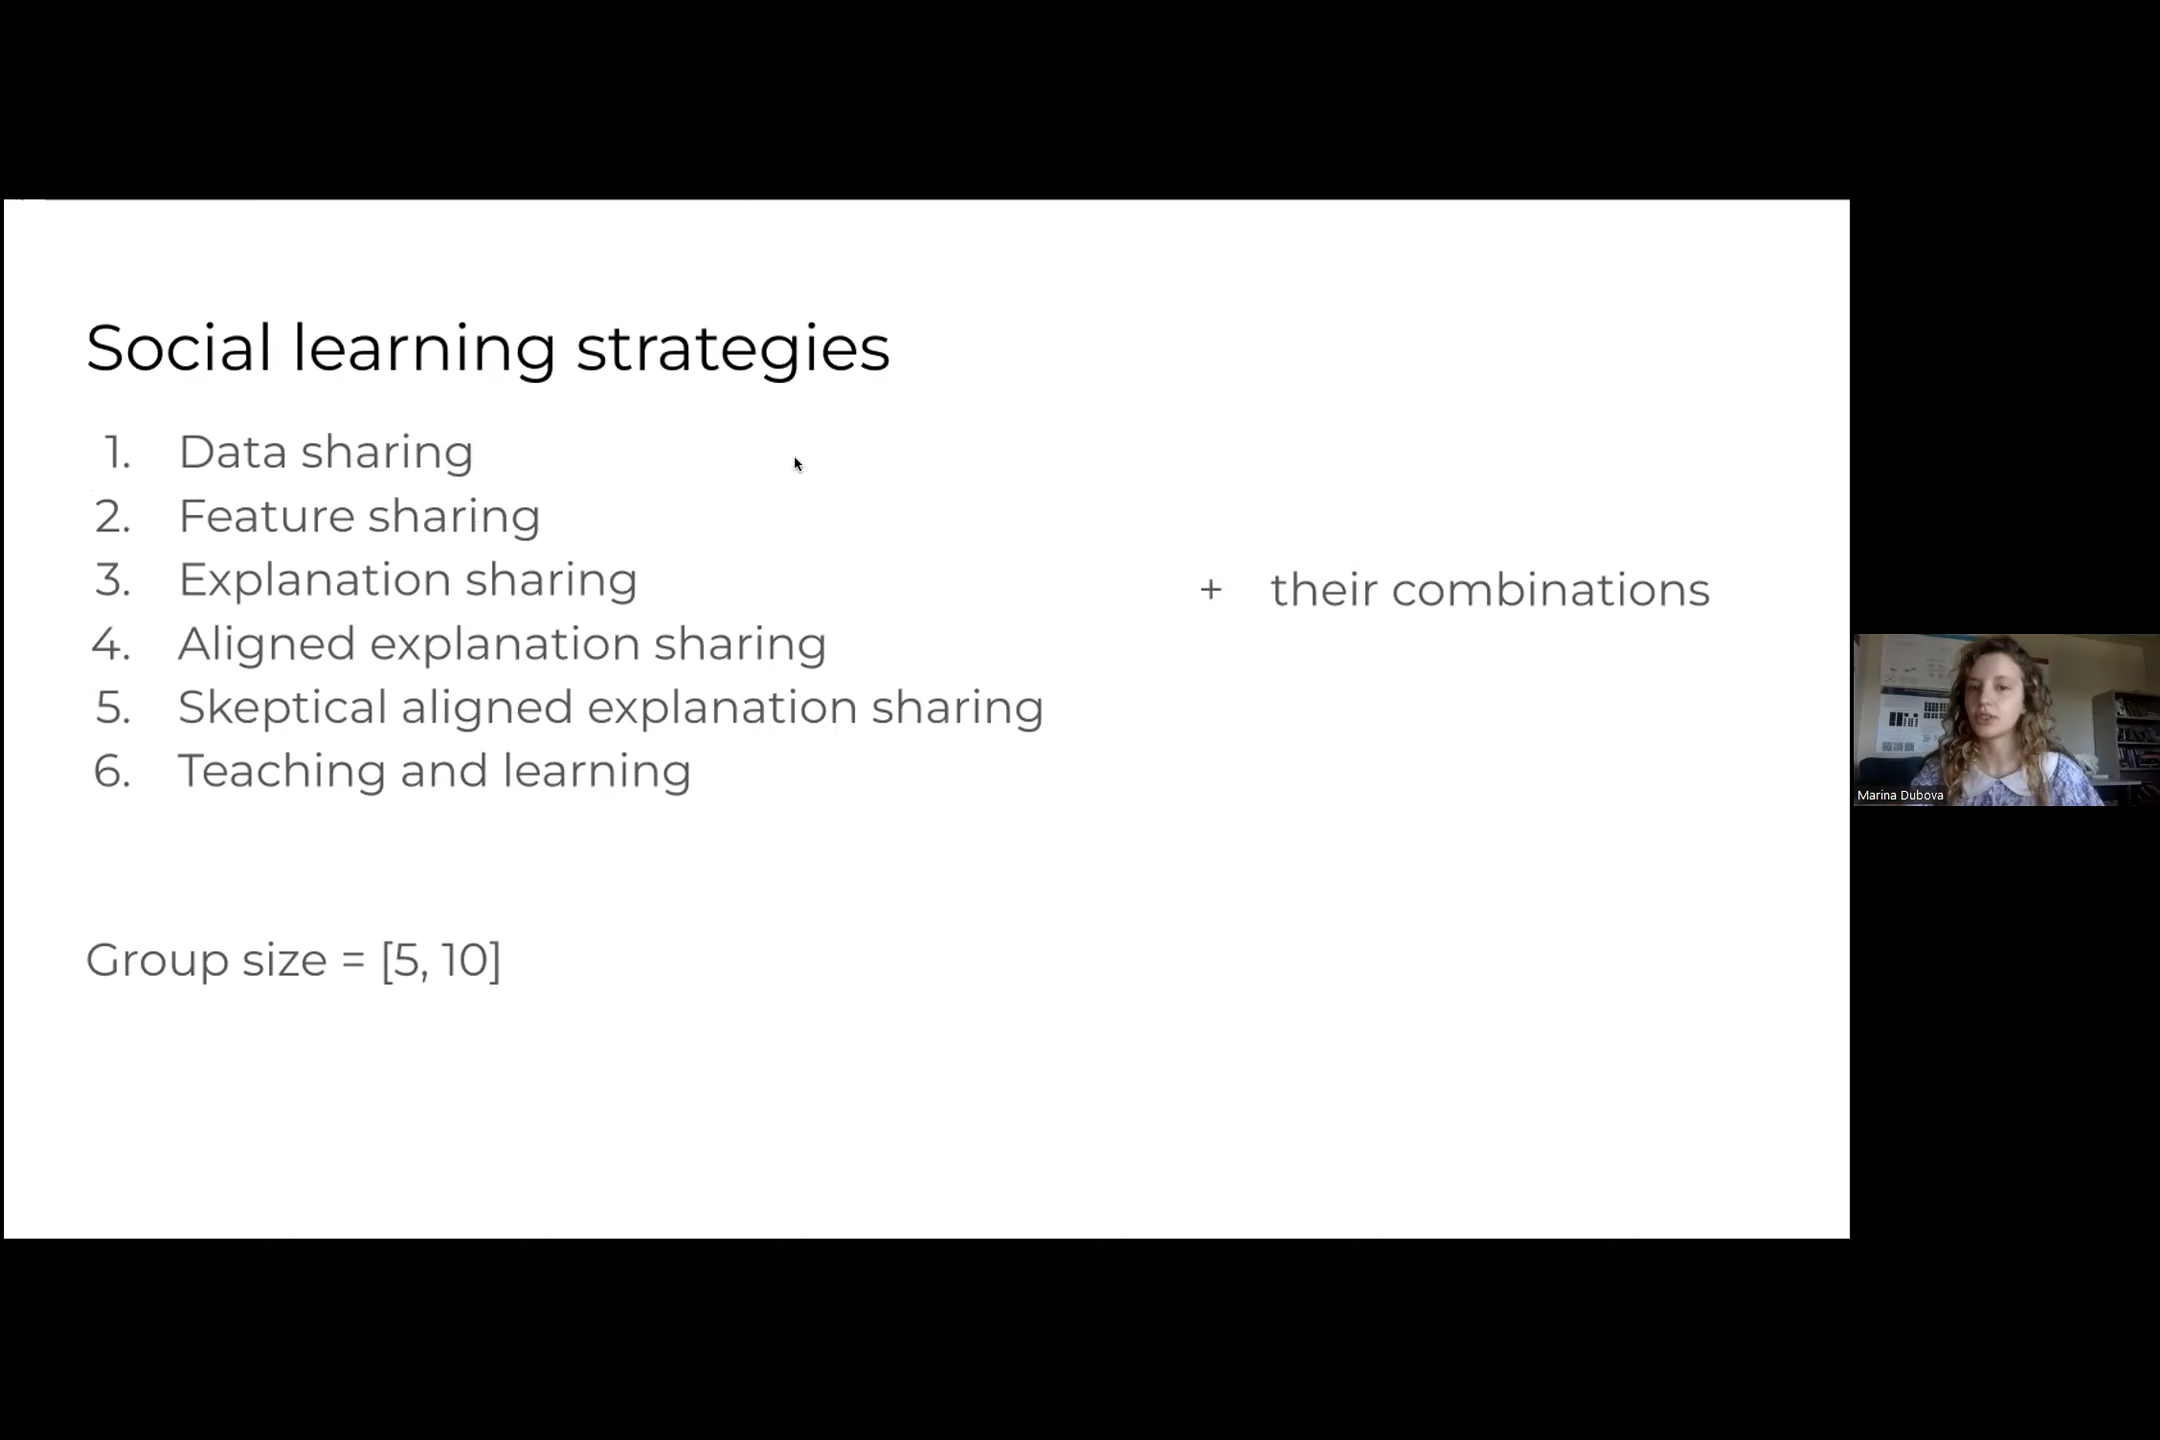 Social learning strategies
1. Data sharing
2. Feature sharing
3. Explanation sharing
4. Aligned explanation sharing
5. Skeptical aligned explanation sharing
6. Teaching and learning
+ their combinations
Group size = [5, 10]
Marina Dubova